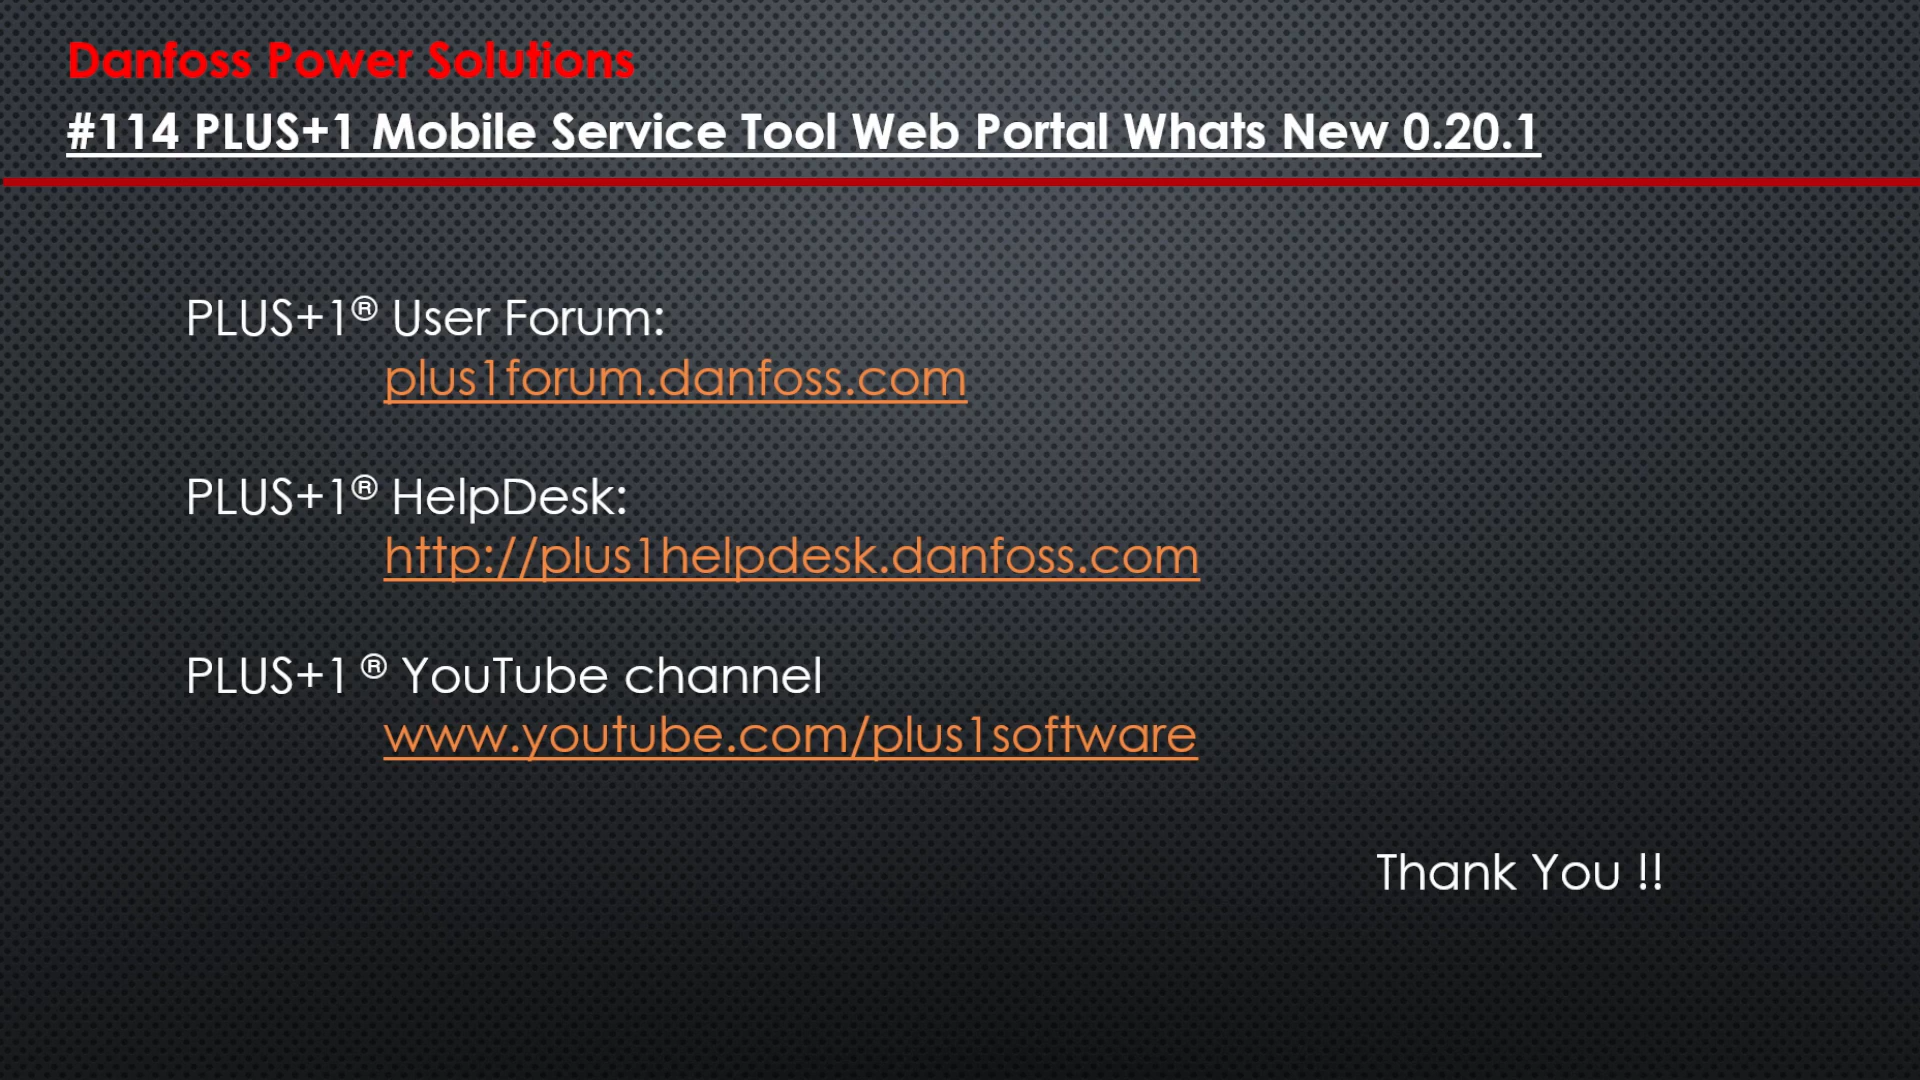 Danfoss Power Solutions
#114 PLUS+1 Mobile Service Tool Web Portal Whats New 0.20.1
PLUS+1® User Forum:
plus1forum.danfoss.com
PLUS+1® HelpDesk:
http://plus1helpdesk.danfoss.com
PLUS+1 ® YouTube channel
www.youtube.com/plus1software
Thank You !!